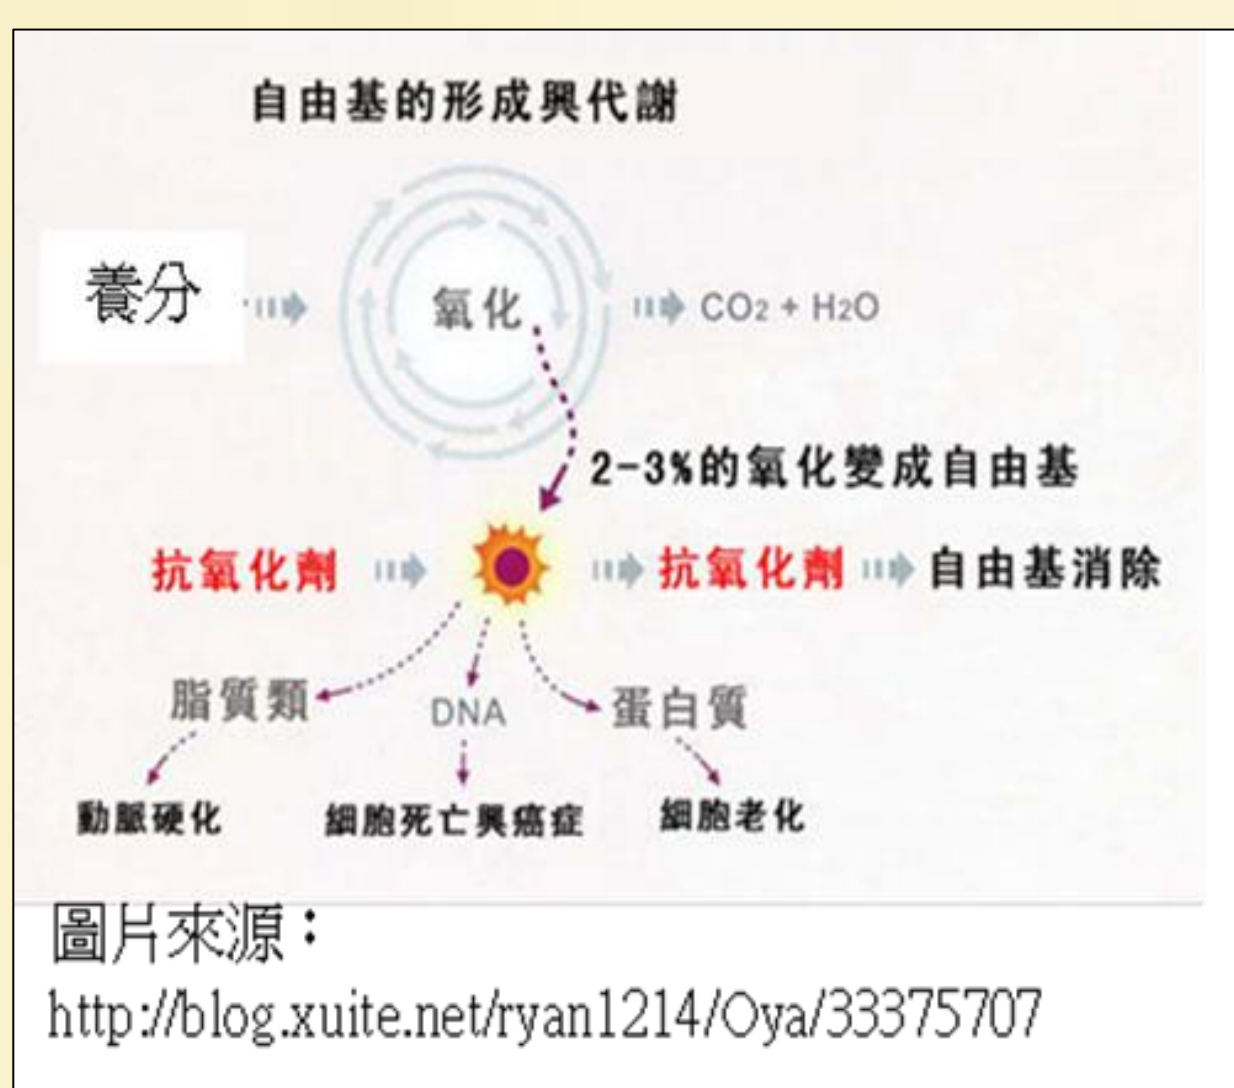 自由基的形成興代謝
養分
氧化
CO2 + H2O
2-3%的氧化變成自由基
抗氧化劑
抗氧化劑
自由基消除
脂質類
DNA
蛋白質
動脈硬化
細胞死亡興癌症
細胞老化
圖片來源：
http://blog.xuite.net/ryan1214/Oya/33375707